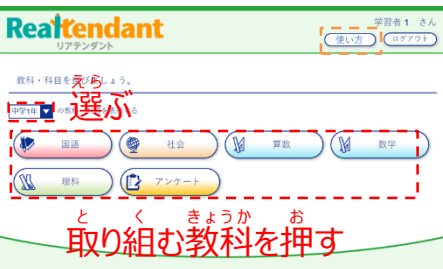 Realtendant
リアテンダント
学習者1 さん
使い方
ログアウト
教科・科目を選びましょう。
えら
中学1年
選ぶ
国語
社会
算数
数学
理科
アンケート
と く きょうか お
取り組む教科を押す